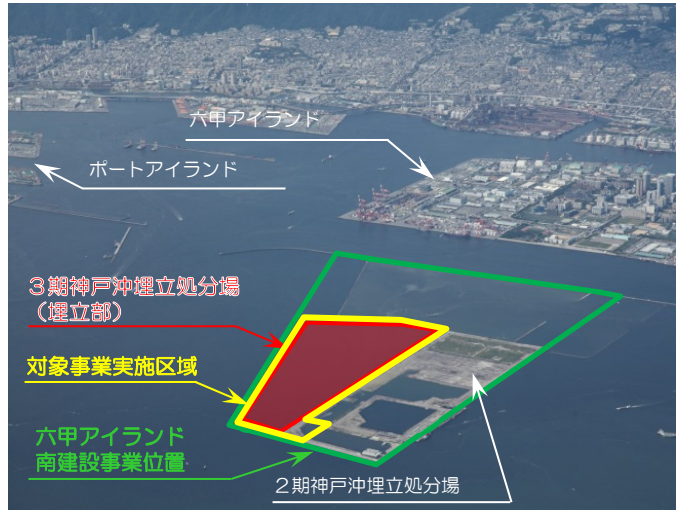 六甲アイランド
ポートアイランド
３期神戸沖埋立処分場
（埋立部）
対象事業実施区域
六甲アイランド
南建設事業位置
２期神戸沖埋立処分場